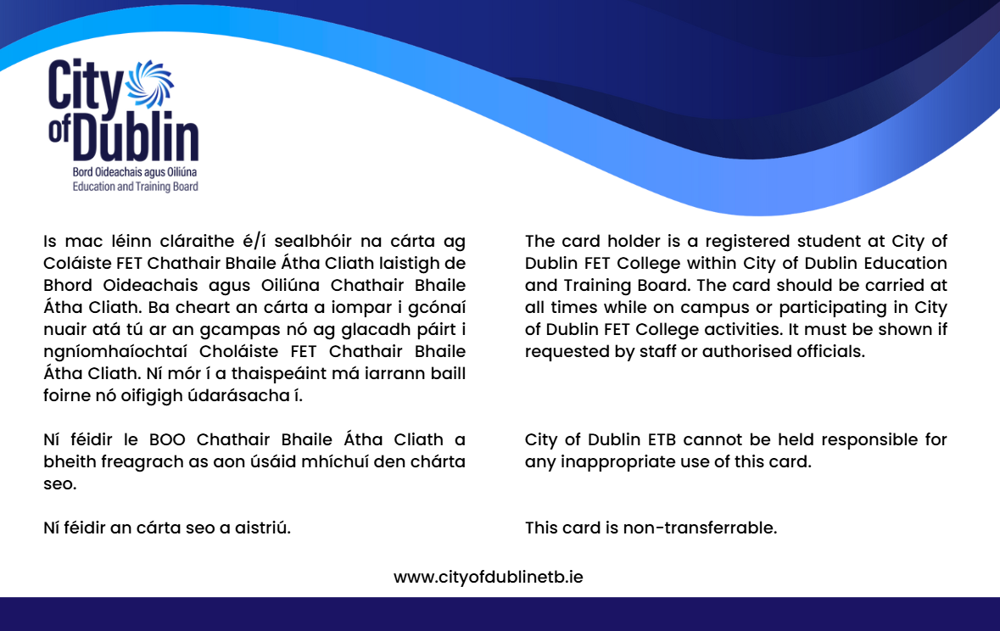 City
of Dublin
Bord Oideachais agus Oiliúna
Education and Training Board
Is mac léinn cláraithe é/í sealbhóir na cárta ag
Coláiste FET Chathair Bhaile Átha Cliath laistigh de
Bhord Oideachais agus Oiliúna Chathair Bhaile
Átha Cliath. Ba cheart an cárta a iompar i gcónaí
nuair atá tú ar an gcampas nó ag glacadh páirt i
ngníomhaíochtaí Choláiste FET Chathair Bhaile
Átha Cliath. Ní mór í a thaispeáint má iarrann baill
foirne nó oifigigh údarásacha í.
Ní féidir le BOO Chathair Bhaile Átha Cliath a
bheith freagrach as aon úsáid mhíchuí den chárta
seo.
Ní féidir an cárta seo a aistriú.
The card holder is a registered student at City of
Dublin FET College within City of Dublin Education
and Training Board. The card should be carried at
all times while on campus or participating in City
of Dublin FET College activities. It must be shown if
requested by staff or authorised officials.
City of Dublin ETB cannot be held responsible for
any inappropriate use of this card.
This card is non-transferrable.
www.cityofdublinetb.ie